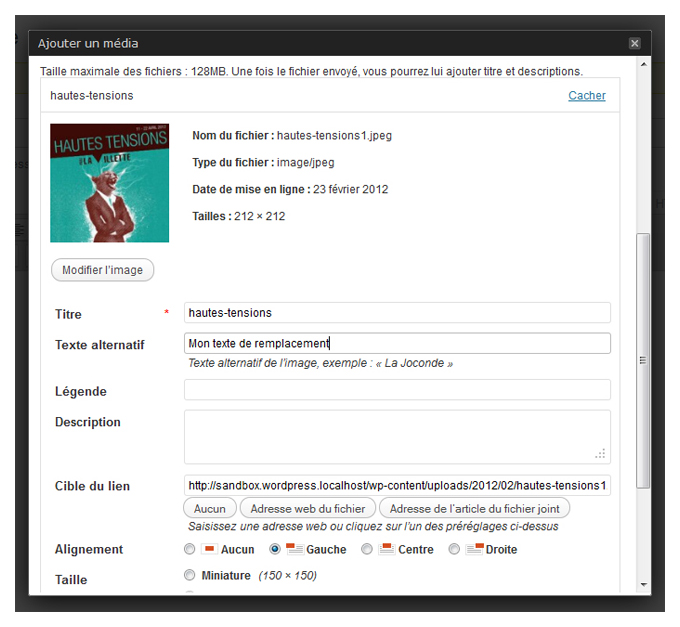 Ajouter un média
Taille maximale des fichiers : 128MB. Une fois le fichier envoyé, vous pourrez lui ajouter titre et descriptions.
hautes-tensions Cacher
11 - 22 AVRIL 2012
HAUTES TENSIONS
LA VILLETTE
Nom du fichier : hautes-tensions1.jpeg
Type du fichier : image/jpeg
Date de mise en ligne : 23 février 2012
Tailles : 212 × 212
Modifier l'image
Titre * hautes-tensions
Texte alternatif Mon texte de remplacement
Texte alternatif de l'image, exemple : « La Joconde »
Légende
Description
Cible du lien http://sandbox.wordpress.localhost/wp-content/uploads/2012/02/hautes-tensions1
Aucun Adresse web du fichier Adresse de l'article du fichier joint
Saisissez une adresse web ou cliquez sur l'un des préréglages ci-dessus
Alignement Aucun Gauche Centre Droite
Taille Miniature (150 × 150)